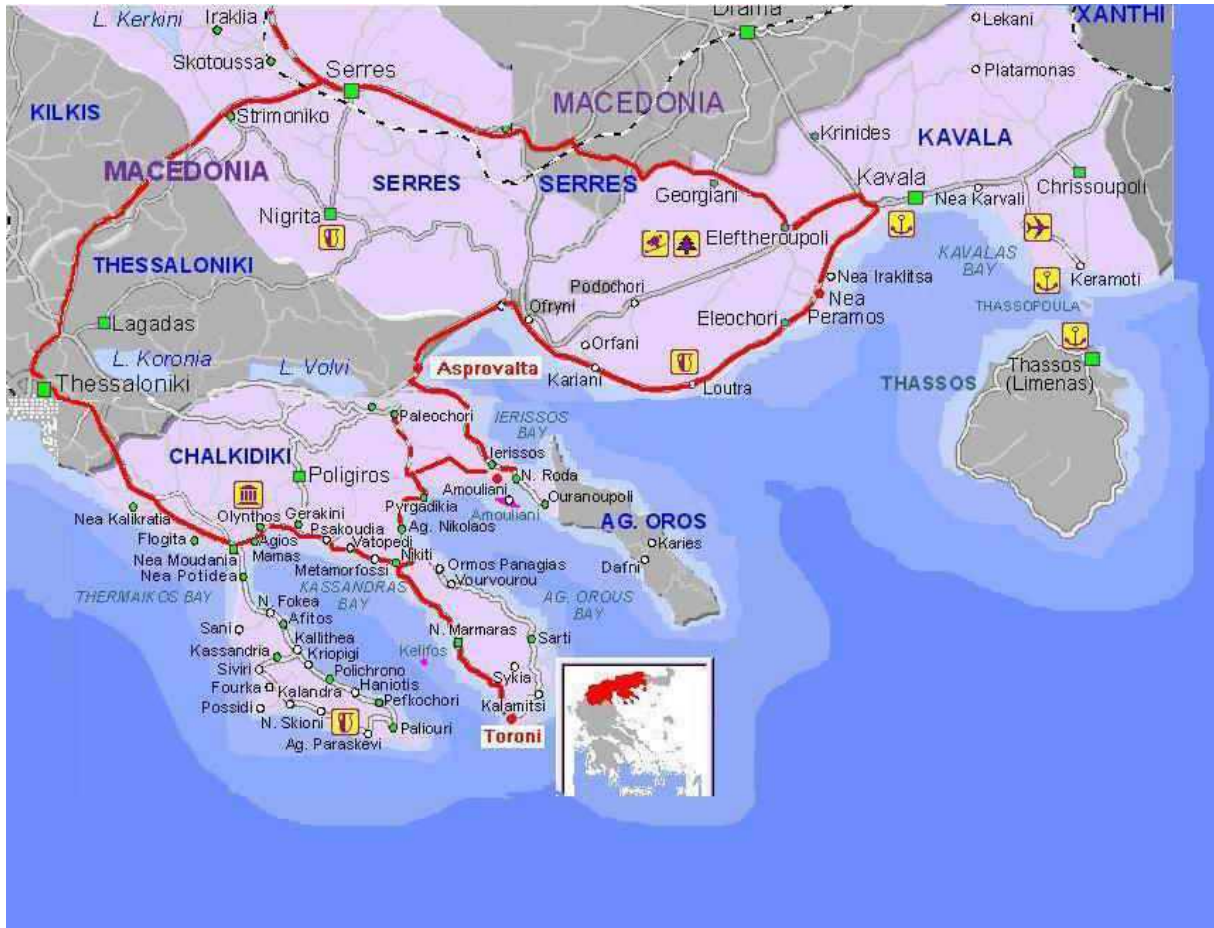 L. Kerkini
Iraklia
Drama
Lekani
XANTHI
Skotoussa
Serres
Platamonas
KILKIS
Strimoniko
MACEDONIA
Krinides
KAVALA
MACEDONIA
SERRES
SERRES
Georgiani
Kavala
Nea Karvali
Chrissoupoli
Nigrita
Eleftheroupoli
KAVALAS
BAY
THESSALONIKI
Podochori
Nea Iraklitsa
Keramoti
Ofryni
Nea
Peramos
THASSOPOULA
Lagadas
Eleochori
Orfani
L. Koronia
L. Volvi
Asprovalta
Kariani
Loutra
Thessaloniki
THASSOS
Thassos
(Limenas)
Paleochori
IERISSOS
BAY
CHALKIDIKI
Poligiros
Ierissos
N. Roda
Amouliani
Ouranoupoli
Pyrgadikia
Amouliani
Nea Kalikratia
Olynthos
Gerakini
Psakoudia
Ag. Nikolaos
AG. OROS
Flogita
Agios
Mamas
Vatopedi
Karies
Nea Moudania
Metamorfossi
Nikiti
Ormos Panagias
Dafni
Nea Potidea
Vourvourou
THERMAIKOS BAY
KASSANDRAS
BAY
AG. OROUS
BAY
N. Fokea
Afitos
Sani
Kallithea
N. Marmaras
Sarti
Kassandria
Kriopigi
Kelifos
Siviri
Polichrono
Sykia
Fourka
Kalandra
Haniotis
Possidi
Pefkochori
Kalamitsi
N. Skioni
Paliouri
Toroni
Ag. Paraskevi